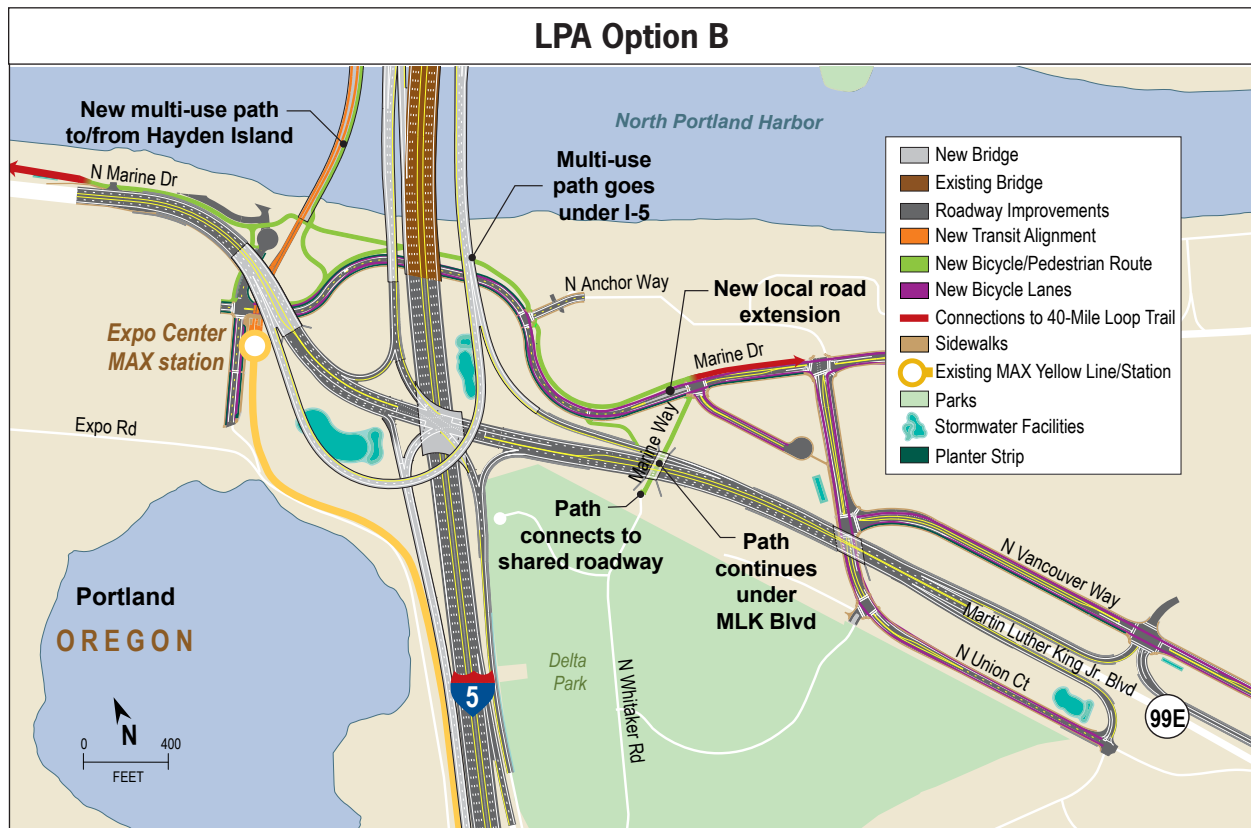 LPA Option B
New multi-use path
to/from Hayden Island
North Portland Harbor
N Marine Dr
Multi-use
path goes
under I-5
N Anchor Way
New local road
extension
Marine Dr
Expo Center
MAX station
Expo Rd
Marine Way
Path
connects to
shared roadway
Path
continues
under
MLK Blvd
N Vancouver Way
Martin Luther King Jr. Blvd
N Union Ct
99E
Delta
Park
N Whitaker Rd
5
Portland
OREGON
N
0 400
FEET
New Bridge
Existing Bridge
Roadway Improvements
New Transit Alignment
New Bicycle/Pedestrian Route
New Bicycle Lanes
Connections to 40-Mile Loop Trail
Sidewalks
Existing MAX Yellow Line/Station
Parks
Stormwater Facilities
Planter Strip